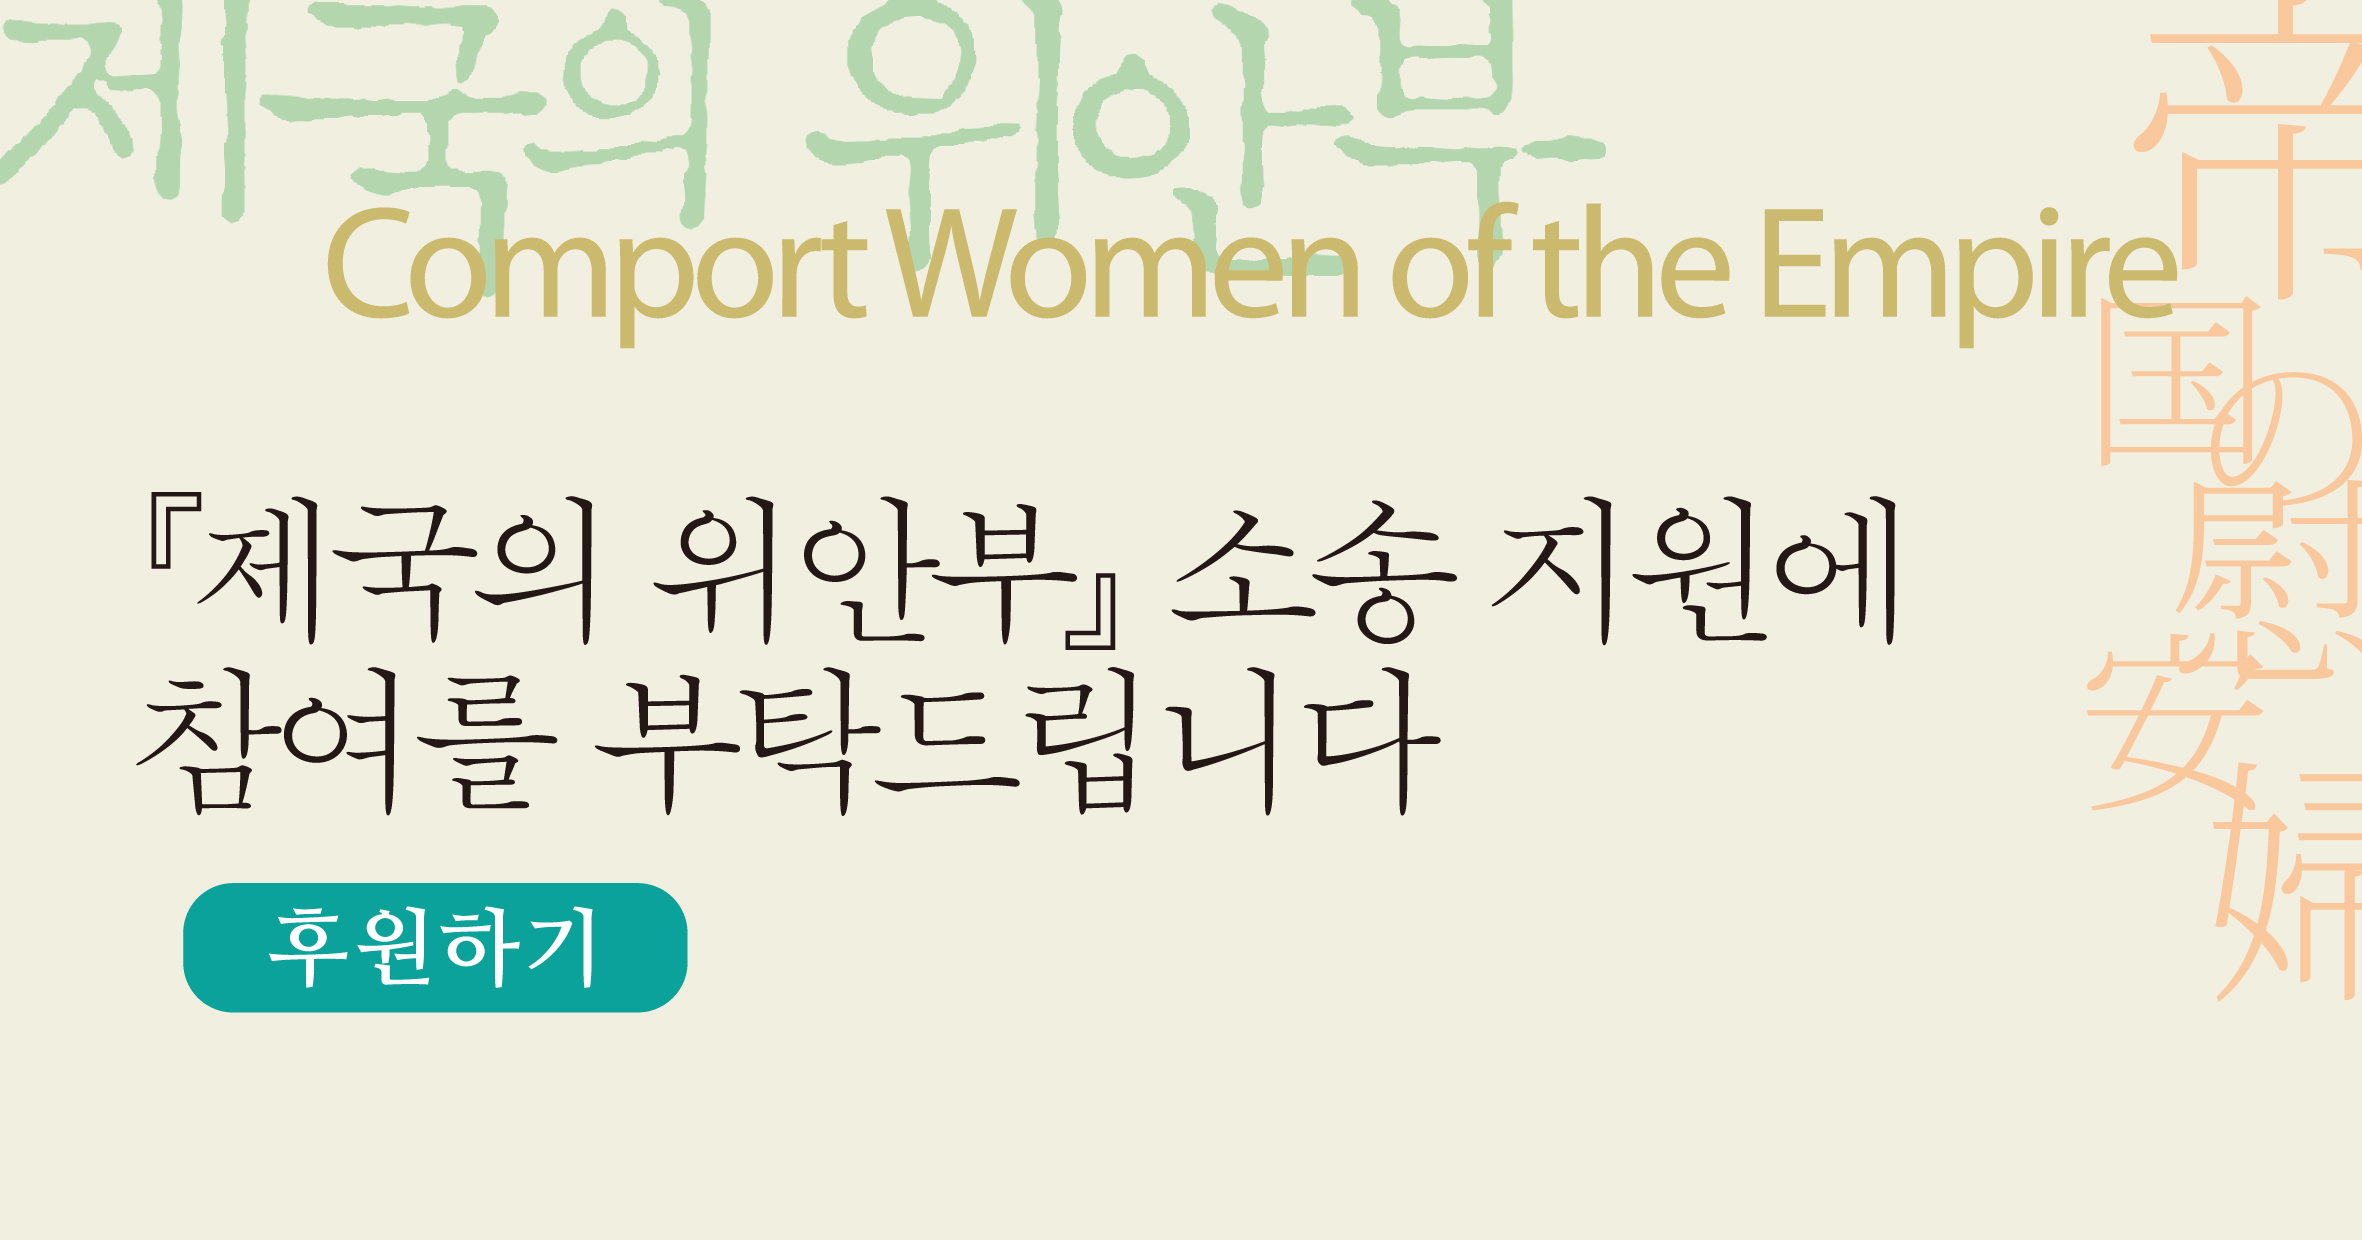 제국의 위안부
Comport Women of the Empire
帝国の慰安婦
『제국의 위안부』 소송 지원에
참여를 부탁드립니다
후원하기